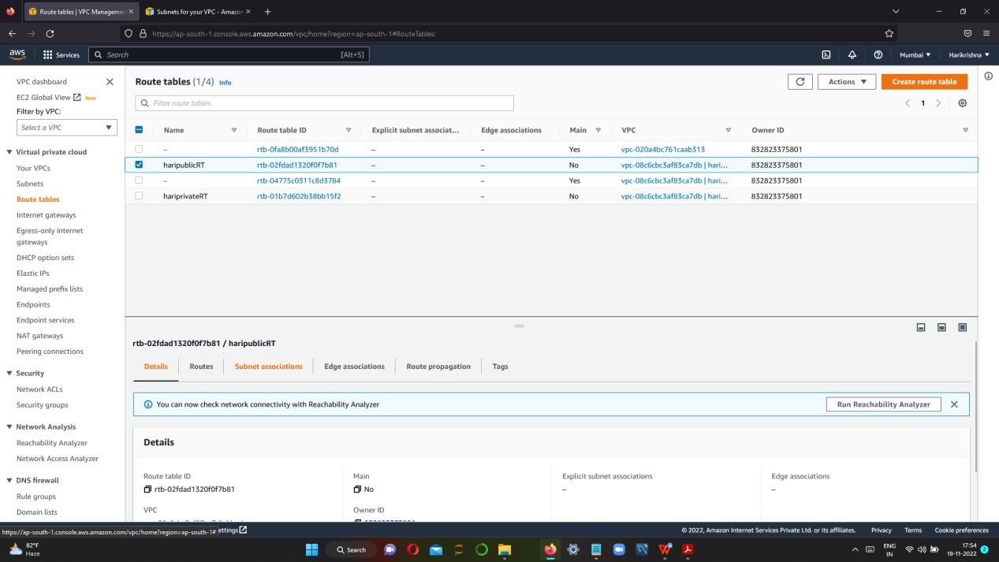 Route tables | VPC Managemen
Subnets for your VPC - Amazon
https://ap-south-1.console.aws.amazon.com/vpc/home?region=ap-south-1#RouteTables:
aws
Services
Search
[Alt+S]
Mumbai
Harikrishna
VPC dashboard
EC2 Global View
New
Filter by VPC:
Select a VPC
Virtual private cloud
Your VPCs
Subnets
Route tables
Internet gateways
Egress-only internet
gateways
DHCP option sets
Elastic IPs
Managed prefix lists
Endpoints
Endpoint services
NAT gateways
Peering connections
Security
Network ACLs
Security groups
Network Analysis
Reachability Analyzer
Network Access Analyzer
DNS firewall
Rule groups
Domain lists
Route tables (1/4) Info
Actions
Create route table
Filter route tables
1
Name Route table ID Explicit subnet associat... Edge associations Main VPC Owner ID
– rtb-0fa8b00af3951b70d – – Yes vpc-020a4bc761caab313 832823375801
haripublicRT rtb-02fdad1320f0f7b81 – – No vpc-08c6cbc3af83ca7db | hari... 832823375801
– rtb-04775c0311c8d3784 – – Yes vpc-08c6cbc3af83ca7db | hari... 832823375801
hariprivateRT rtb-01b7d602b38bb15f2 – – No vpc-08c6cbc3af83ca7db | hari... 832823375801
rtb-02fdad1320f0f7b81 / haripublicRT
Details Routes Subnet associations Edge associations Route propagation Tags
You can now check network connectivity with Reachability Analyzer
Run Reachability Analyzer
Details
Route table ID
rtb-02fdad1320f0f7b81
Main
No
Explicit subnet associations
–
Edge associations
–
VPC
Owner ID
https://ap-south-1.console.aws.amazon.com/vpc/home?region=ap-south-1#
ettings
© 2022, Amazon Internet Services Private Ltd. or its affiliates.
Privacy
Terms
Cookie preferences
82°F
Haze
Search
ENG
IN
17:54
19-11-2022
2